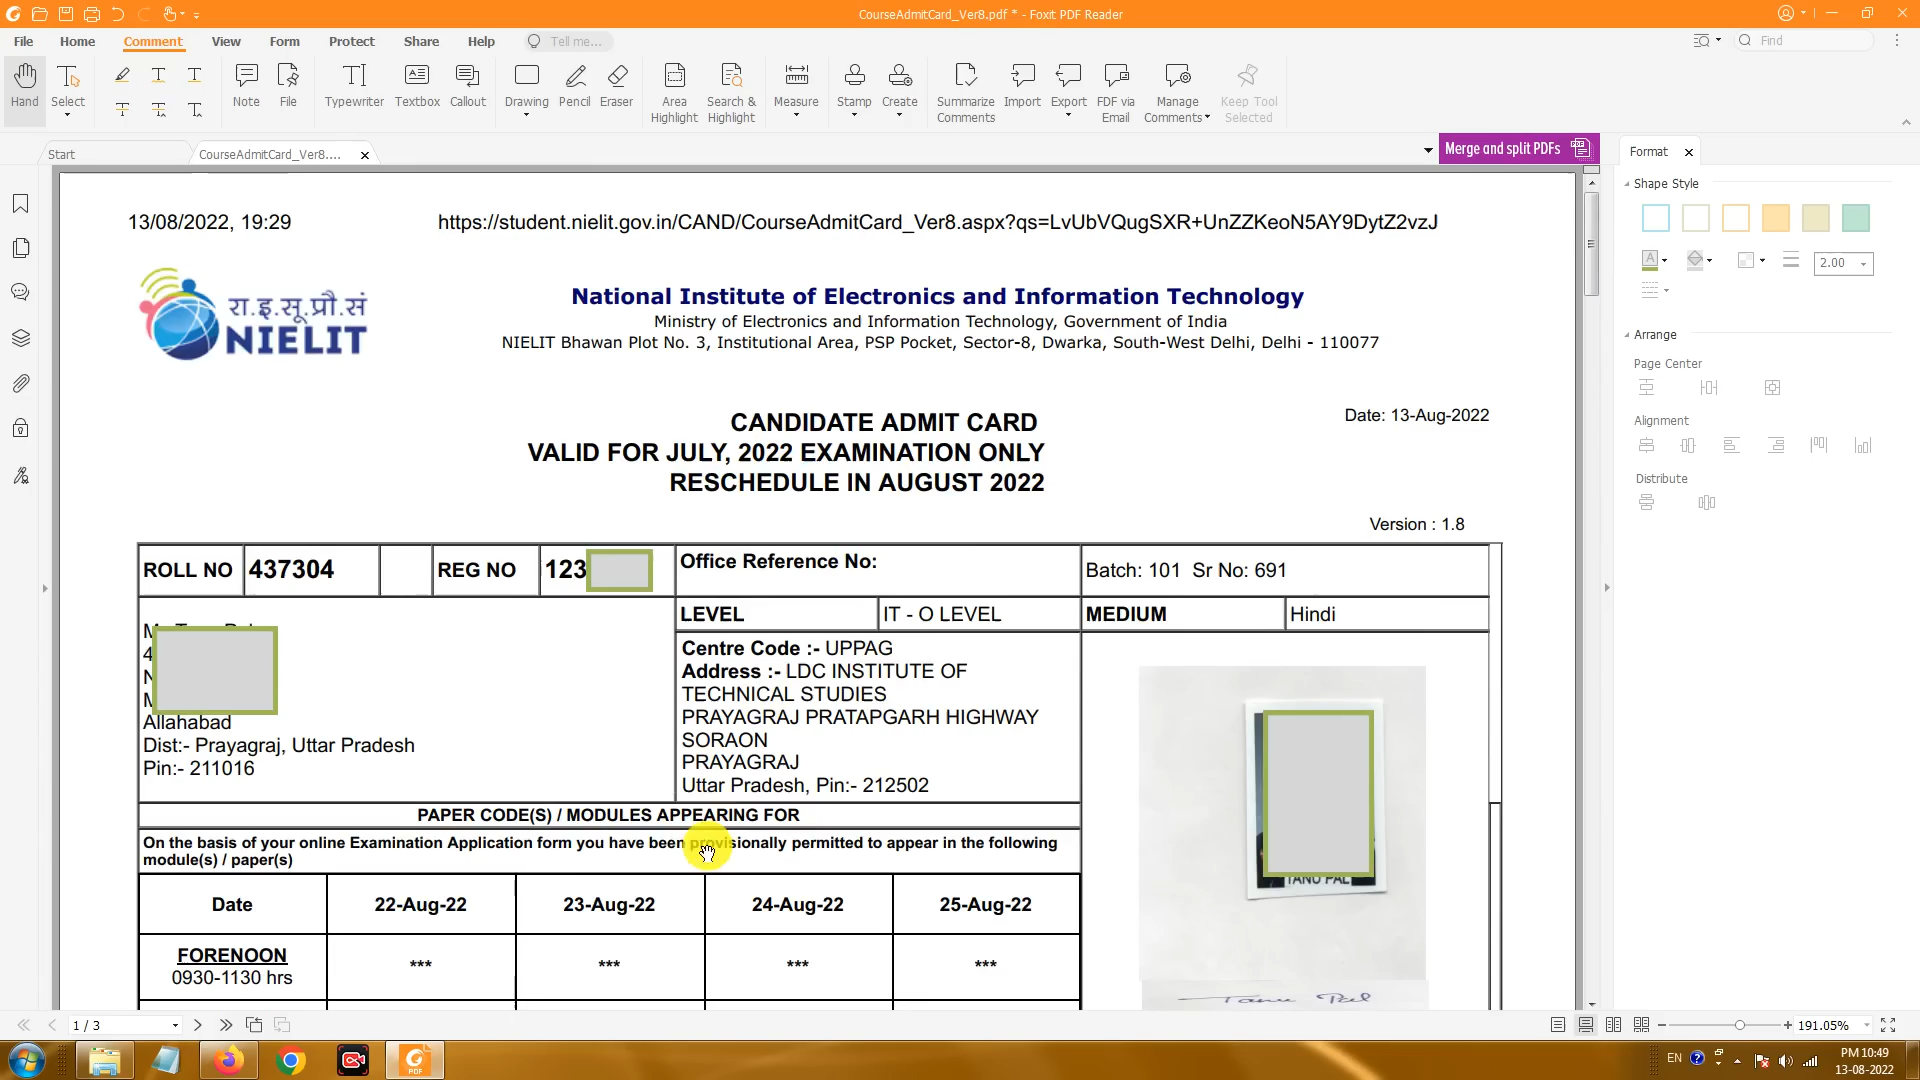 CourseAdmitCard_Ver8.pdf * - Foxit PDF Reader
File Home Comment View Form Protect Share Help Tell me... Find
Hand Select Note File Typewriter Textbox Callout Drawing Pencil Eraser Area Highlight Search & Highlight Measure Stamp Create Summarize Comments Import Export FDF via Email Manage Comments Keep Tool Selected
Start CourseAdmitCard_Ver8.... Merge and split PDFs Format
Shape Style
2.00
Arrange
Page Center
Alignment
Distribute
13/08/2022, 19:29 https://student.nielit.gov.in/CAND/CourseAdmitCard_Ver8.aspx?qs=LvUbVQugSXR+UnZZKeoN5AY9DytZ2vzJ
रा.इ.सू.प्रौ.सं
NIELIT
National Institute of Electronics and Information Technology
Ministry of Electronics and Information Technology, Government of India
NIELIT Bhawan Plot No. 3, Institutional Area, PSP Pocket, Sector-8, Dwarka, South-West Delhi, Delhi - 110077
CANDIDATE ADMIT CARD
Date: 13-Aug-2022
VALID FOR JULY, 2022 EXAMINATION ONLY
RESCHEDULE IN AUGUST 2022
Version : 1.8
ROLL NO 437304 REG NO 123 Office Reference No: Batch: 101 Sr No: 691
LEVEL IT - O LEVEL MEDIUM Hindi
Allahabad
Dist:- Prayagraj, Uttar Pradesh
Pin:- 211016
Centre Code :- UPPAG
Address :- LDC INSTITUTE OF
TECHNICAL STUDIES
PRAYAGRAJ PRATAPGARH HIGHWAY
SORAON
PRAYAGRAJ
Uttar Pradesh, Pin:- 212502
TANU PAL
Tanu Pal
PAPER CODE(S) / MODULES APPEARING FOR
On the basis of your online Examination Application form you have been provisionally permitted to appear in the following
module(s) / paper(s)
Date 22-Aug-22 23-Aug-22 24-Aug-22 25-Aug-22
FORENOON *** *** *** ***
0930-1130 hrs
1 / 3 191.05%
EN PM 10:49
13-08-2022